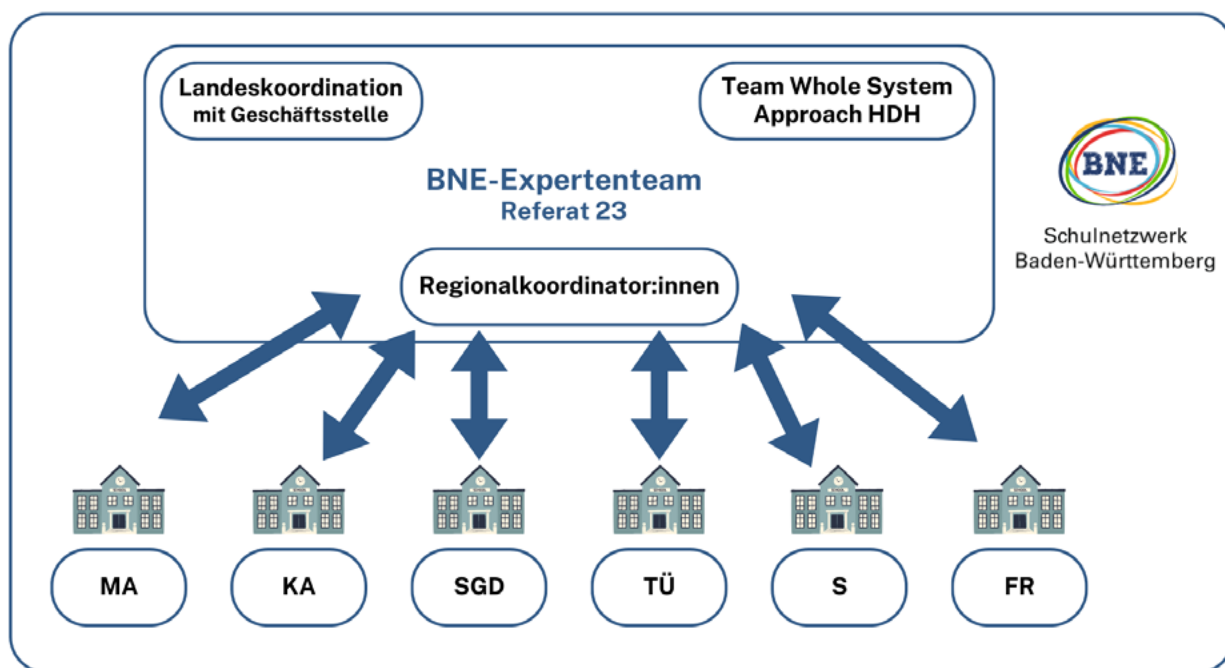 Landeskoordination
mit Geschäftsstelle
Team Whole System
Approach HDH
BNE-Expertenteam
Referat 23
Regionalkoordinator:innen
BNE
Schulnetzwerk
Baden-Württemberg
MA
KA
SGD
TÜ
S
FR